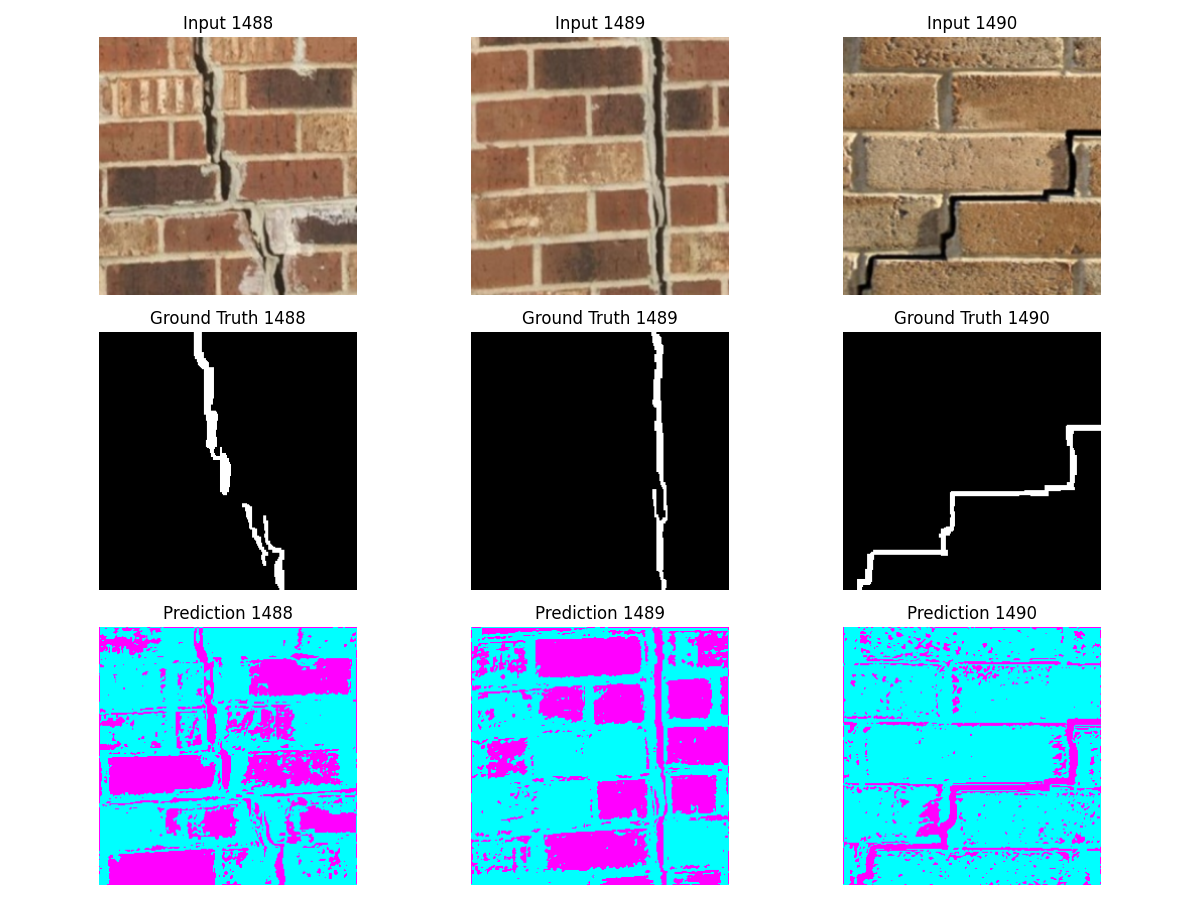 Input 1488
Input 1489
Input 1490
Ground Truth 1488
Ground Truth 1489
Ground Truth 1490
Prediction 1488
Prediction 1489
Prediction 1490